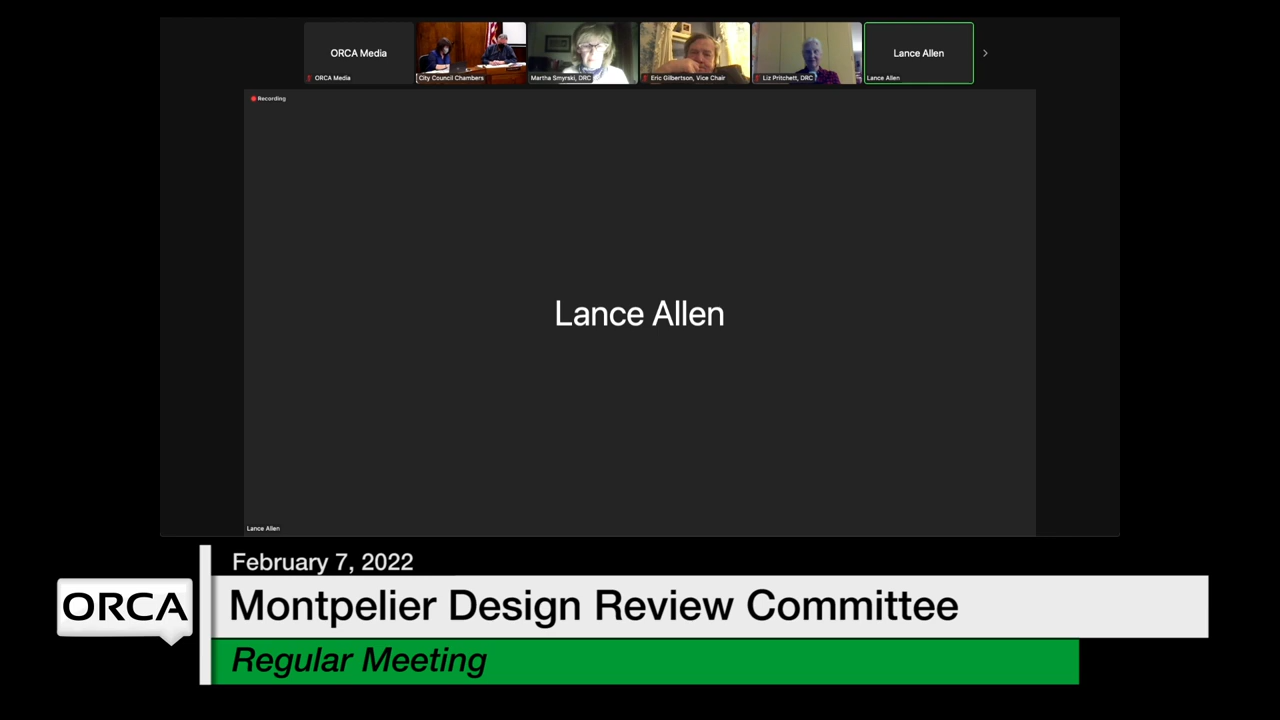 ORCA Media
Lance Allen
ORCA Media
City Council Chambers
Martha Smyrski, DRC
Eric Gilbertson, Vice Chair
Liz Pritchett, DRC
Lance Allen
Recording
Lance Allen
Lance Allen
February 7, 2022
ORCA
Montpelier Design Review Committee
Regular Meeting